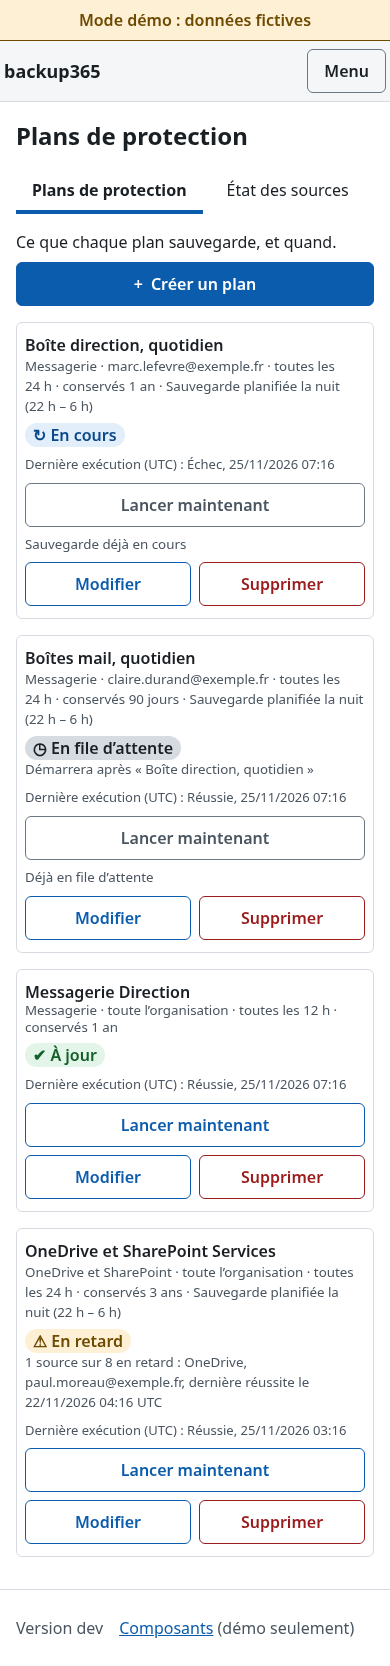 Mode démo : données fictives
backup365
Menu
Plans de protection
Plans de protection
État des sources
Ce que chaque plan sauvegarde, et quand.
+ Créer un plan
Boîte direction, quotidien
Messagerie · marc.lefevre@exemple.fr · toutes les
24 h · conservés 1 an · Sauvegarde planifiée la nuit
(22 h – 6 h)
↻ En cours
Dernière exécution (UTC) : Échec, 25/11/2026 07:16
Lancer maintenant
Sauvegarde déjà en cours
Modifier
Supprimer
Boîtes mail, quotidien
Messagerie · claire.durand@exemple.fr · toutes les
24 h · conservés 90 jours · Sauvegarde planifiée la nuit
(22 h – 6 h)
◷ En file d’attente
Démarrera après « Boîte direction, quotidien »
Dernière exécution (UTC) : Réussie, 25/11/2026 07:16
Lancer maintenant
Déjà en file d’attente
Modifier
Supprimer
Messagerie Direction
Messagerie · toute l’organisation · toutes les 12 h ·
conservés 1 an
✔ À jour
Dernière exécution (UTC) : Réussie, 25/11/2026 07:16
Lancer maintenant
Modifier
Supprimer
OneDrive et SharePoint Services
OneDrive et SharePoint · toute l’organisation · toutes
les 24 h · conservés 3 ans · Sauvegarde planifiée la
nuit (22 h – 6 h)
⚠ En retard
1 source sur 8 en retard : OneDrive,
paul.moreau@exemple.fr, dernière réussite le
22/11/2026 04:16 UTC
Dernière exécution (UTC) : Réussie, 25/11/2026 03:16
Lancer maintenant
Modifier
Supprimer
Version dev
Composants (démo seulement)